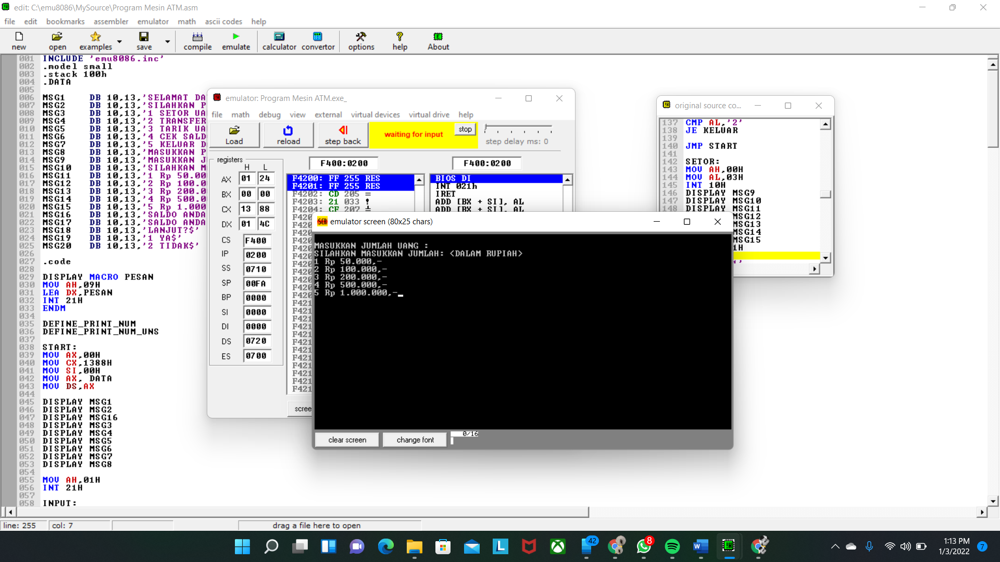 edit: C:\emu8086\MySource\Program Mesin ATM.asm
file edit bookmarks assembler emulator math ascii codes help
new open examples save compile emulate calculator convertor options help About
001 INCLUDE 'emu8086.inc'
002 .model small
003 .stack 100h
004 .DATA
005
006 MSG1 DB 10,13,'SELAMAT DA
007 MSG2 DB 10,13,'SILAHKAN P
008 MSG3 DB 10,13,'1 SETOR UA
009 MSG4 DB 10,13,'2 TRANSFER
010 MSG5 DB 10,13,'3 TARIK UA
011 MSG6 DB 10,13,'4 CEK SALD
012 MSG7 DB 10,13,'5 KELUAR D
013 MSG8 DB 10,13,'MASUKKAN P
014 MSG9 DB 10,13,'MASUKKAN J
015 MSG10 DB 10,13,'SILAHKAN M
016 MSG11 DB 10,13,'1 Rp 50.00
017 MSG12 DB 10,13,'2 Rp 100.0
018 MSG13 DB 10,13,'3 Rp 200.0
019 MSG14 DB 10,13,'4 Rp 500.0
020 MSG15 DB 10,13,'5 Rp 1.000
021 MSG16 DB 10,13,'SALDO ANDA
022 MSG17 DB 10,13,'SALDO ANDA
023 MSG18 DB 10,13,'LANJUT?$'
024 MSG19 DB 10,13,'1 YA$'
025 MSG20 DB 10,13,'2 TIDAK$'
026
027 .code
028
029 DISPLAY MACRO PESAN
030 MOV AH,09H
031 LEA DX,PESAN
032 INT 21H
033 ENDM
034
035 DEFINE_PRINT_NUM
036 DEFINE_PRINT_NUM_UNS
037
038 START:
039 MOV AX,00H
040 MOV CX,1388H
041 MOV SI,00H
042 MOV AX, DATA
043 MOV DS,AX
044
045 DISPLAY MSG1
046 DISPLAY MSG2
047 DISPLAY MSG16
048 DISPLAY MSG3
049 DISPLAY MSG4
050 DISPLAY MSG5
051 DISPLAY MSG6
052 DISPLAY MSG7
053 DISPLAY MSG8
054
055 MOV AH,01H
056 INT 21H
057
058 INPUT:
line: 255 col: 7 drag a file here to open
emulator: Program Mesin ATM.exe_
file math debug view external virtual devices virtual drive help
Load reload step back waiting for input stop step delay ms: 0
registers F400:0200 F400:0200
H L
AX 01 24
BX 00 00
CX 13 88
DX 01 4C
CS F400
IP 0200
SS 0710
SP 00FA
BP 0000
SI 0000
DI 0000
DS 0720
ES 0700
F4200: FF 255 RES
F4201: FF 255 RES
F4202: CD 205 =
F4203: 21 033 !
F4204: CF 207 ╧
F420
F420
F420
F420
F420
F420
F420
F420
F420
F420
F420
F421
F421
F421
F421
F421
F421
F421
F421
F421
F421
F421
F421
BIOS DI
INT 021h
IRET
ADD [BX + SI], AL
ADD [BX + SI], AL
scree
original source co...
137 CMP AL,'2'
138 JE KELUAR
139
140 JMP START
141
142 SETOR:
143 MOV AH,00H
144 MOV AL,03H
145 INT 10H
146 DISPLAY MSG9
147 DISPLAY MSG10
148 DISPLAY MSG11
MSG12
MSG13
MSG14
MSG15
1H
emulator screen (80x25 chars)
MASUKKAN JUMLAH UANG :
SILAHKAN MASUKKAN JUMLAH: <DALAM RUPIAH>
1 Rp 50.000,-
2 Rp 100.000,-
3 Rp 200.000,-
4 Rp 500.000,-
5 Rp 1.000.000,-
clear screen change font 0/16
42 8
1:13 PM
1/3/2022 7